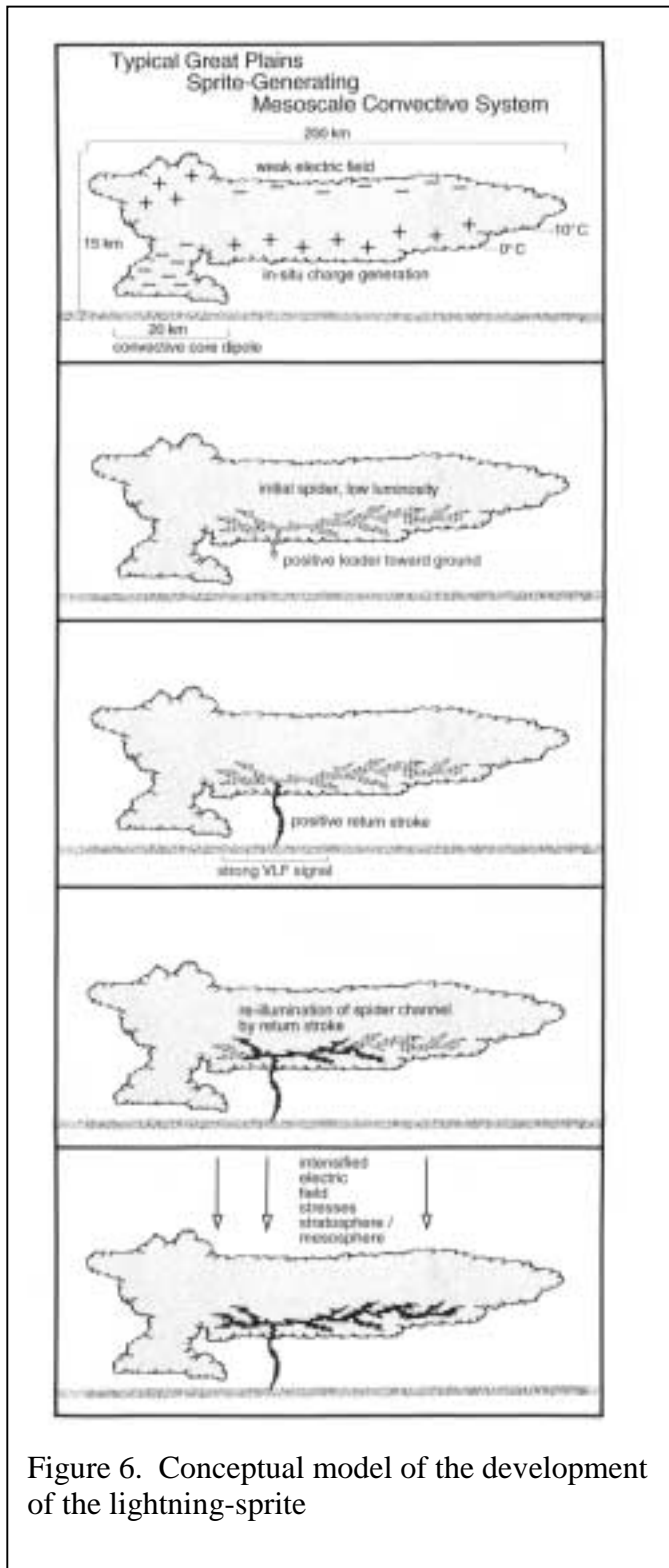 Typical Great Plains
Sprite-Generating
Mesoscale Convective System
200 km
weak electric field
15 km
-10°C
0°C
in-situ charge generation
20 km
convective core dipole
initial spider, low luminosity
positive leader toward ground
positive return stroke
strong VLF signal
re-illumination of spider channel
by return stroke
intensified
electric
field
stresses
stratosphere /
mesosphere
Figure 6. Conceptual model of the development
of the lightning-sprite